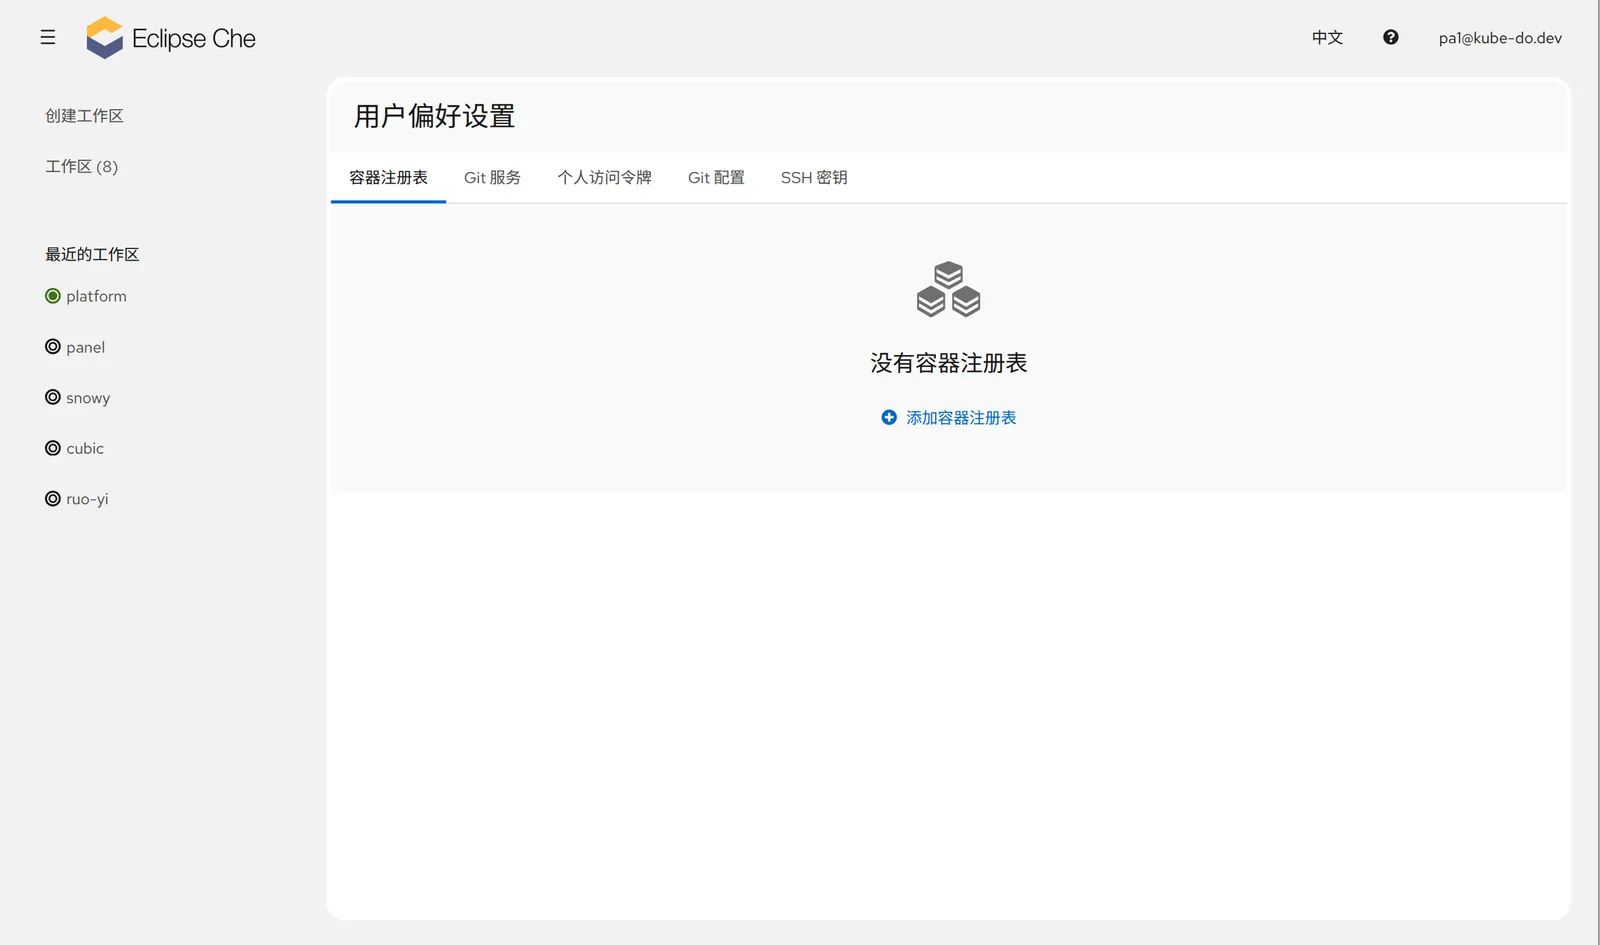 Eclipse Che
中文
pa1@kube-do.dev
创建工作区
工作区 (8)
最近的工作区
platform
panel
snowy
cubic
ruo-yi
用户偏好设置
容器注册表 Git 服务 个人访问令牌 Git 配置 SSH 密钥
没有容器注册表
添加容器注册表